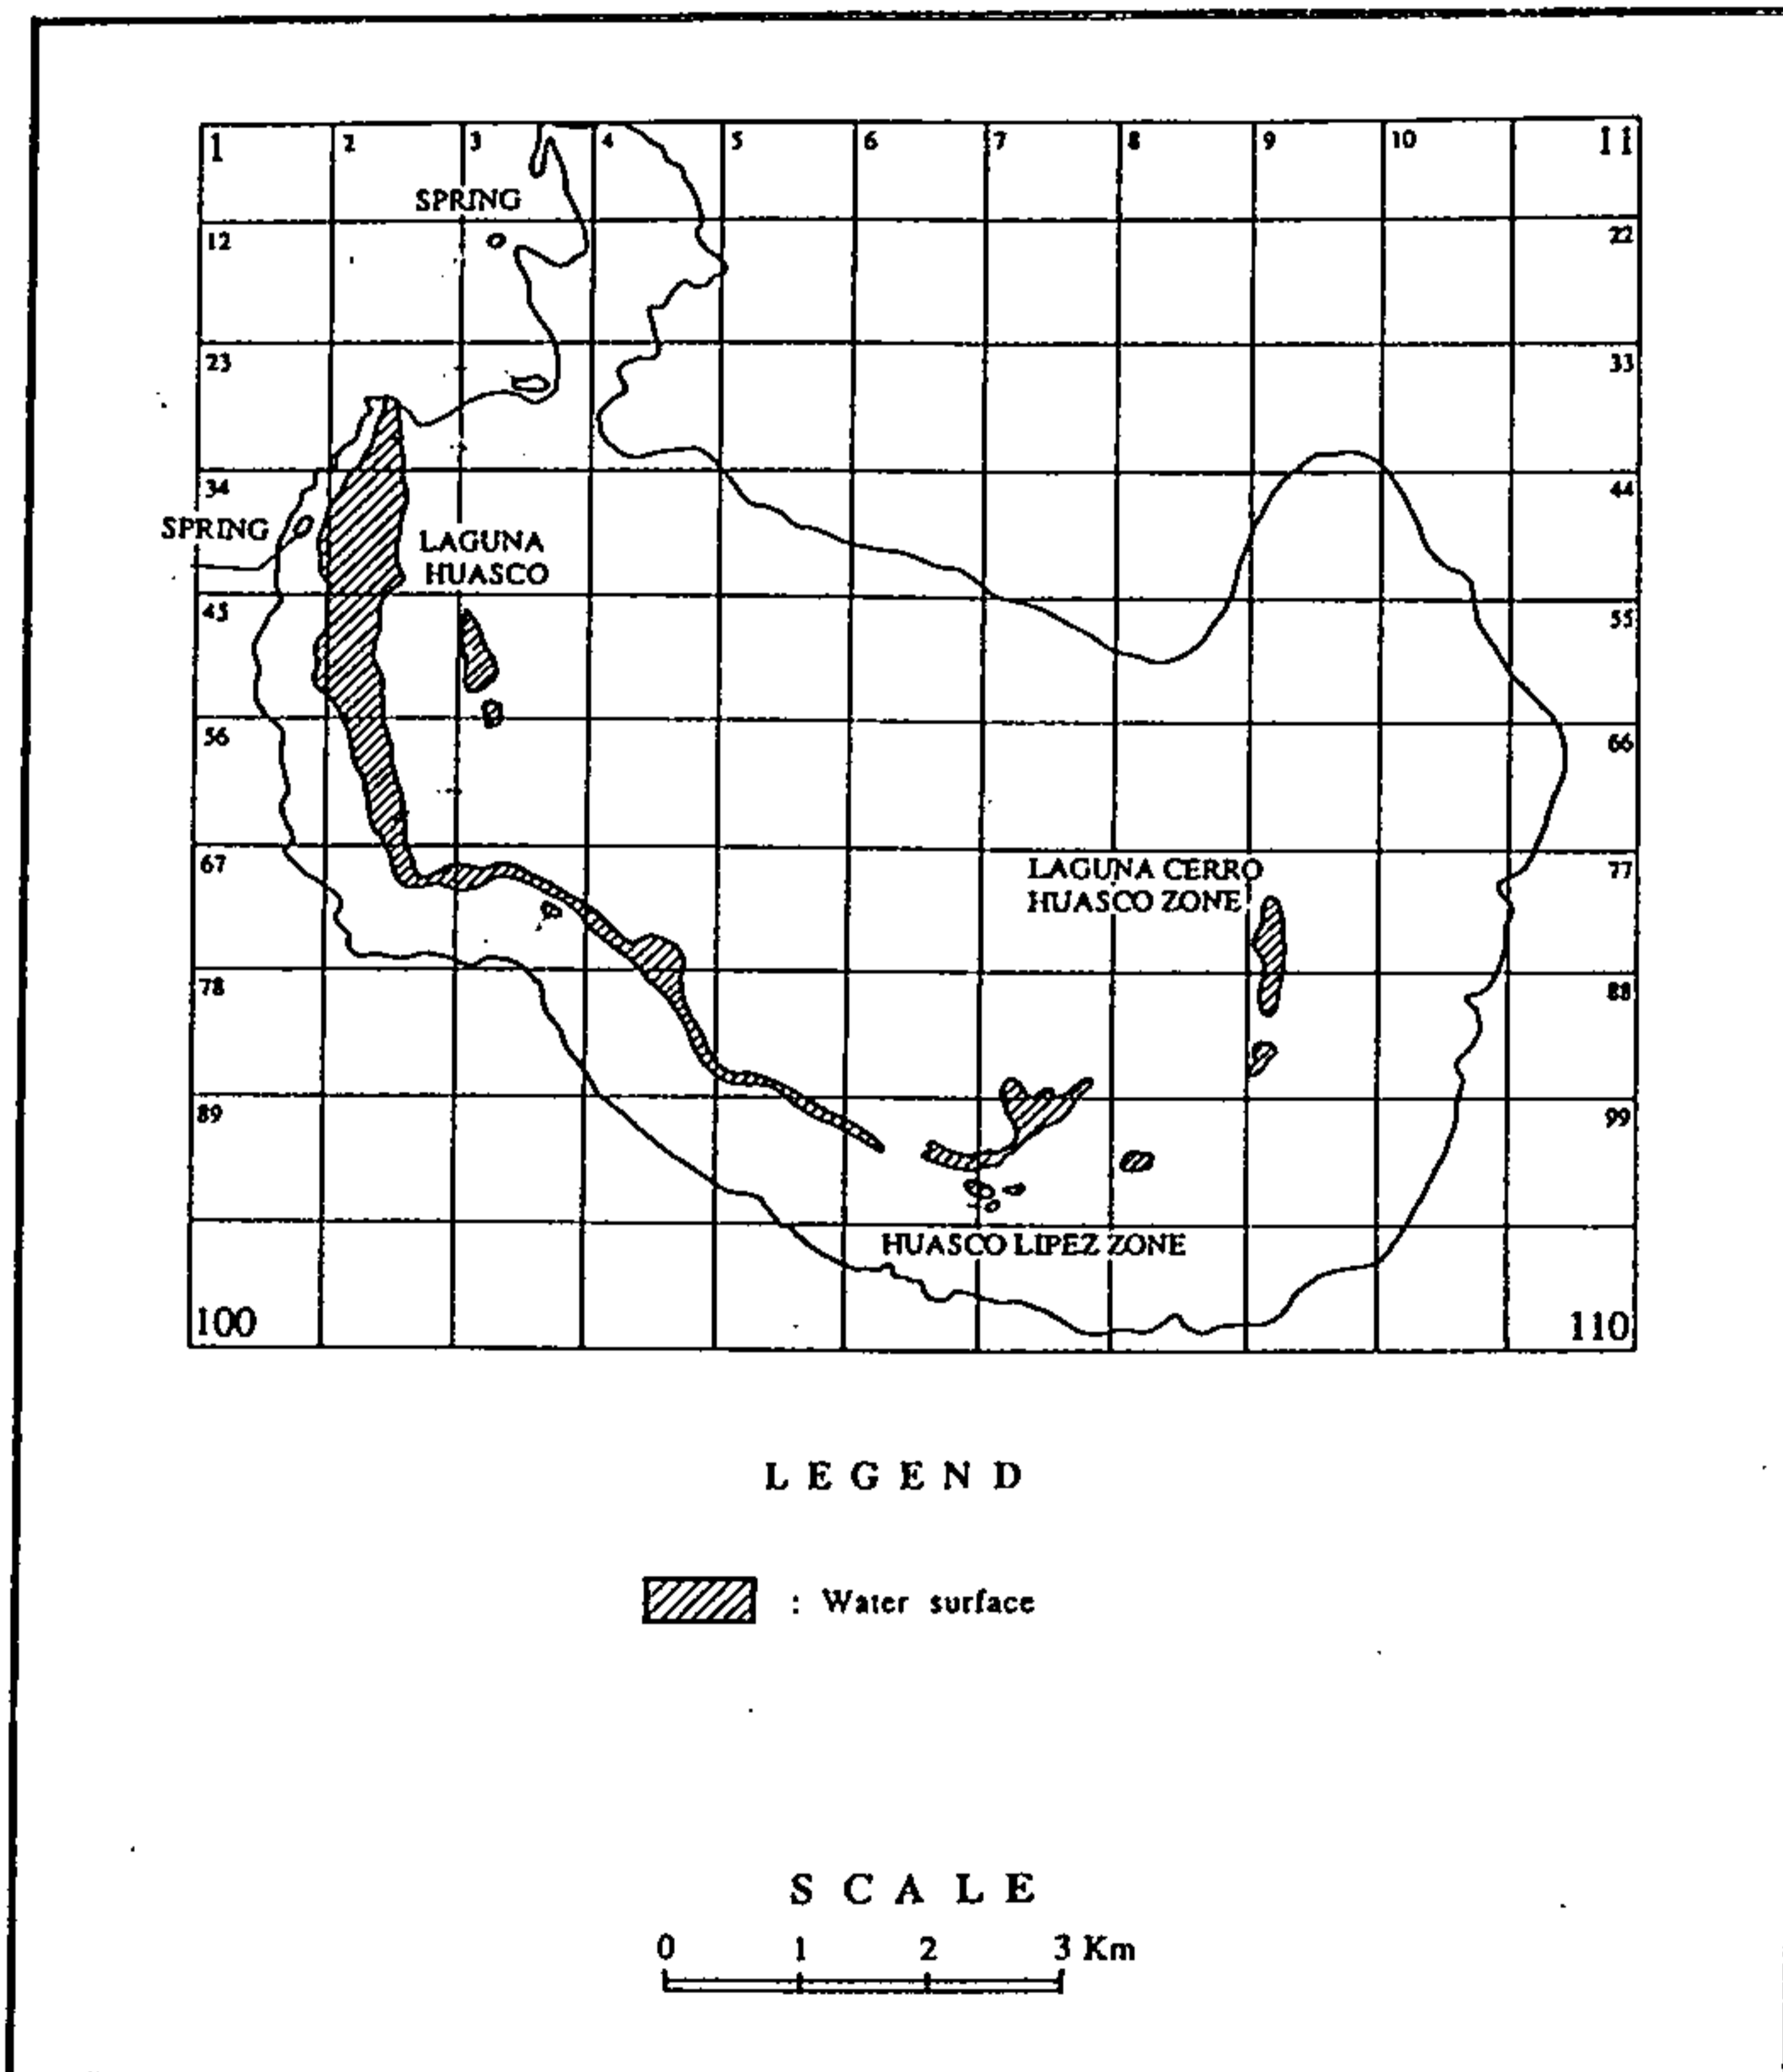 1 2 3 4 5 6 7 8 9 10 11
SPRING
12 22
23 33
34 44
SPRING
LAGUNA
HUASCO
45 55
56 66
67 77
LAGUNA CERRO
HUASCO ZONE
78 88
89 99
HUASCO LIPEZ ZONE
100 110
LEGEND
: Water surface
SCALE
0 1 2 3 Km